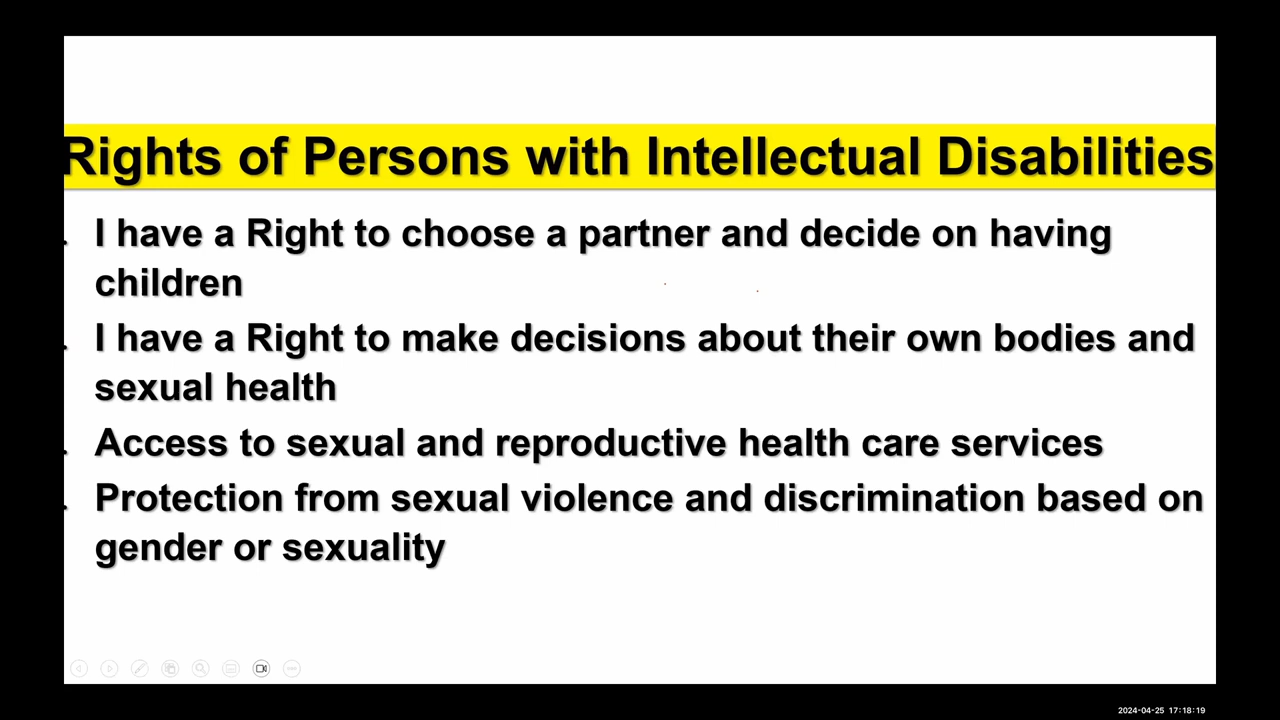 Rights of Persons with Intellectual Disabilities
I have a Right to choose a partner and decide on having
children
I have a Right to make decisions about their own bodies and
sexual health
Access to sexual and reproductive health care services
Protection from sexual violence and discrimination based on
gender or sexuality
2024-04-25 17:18:19